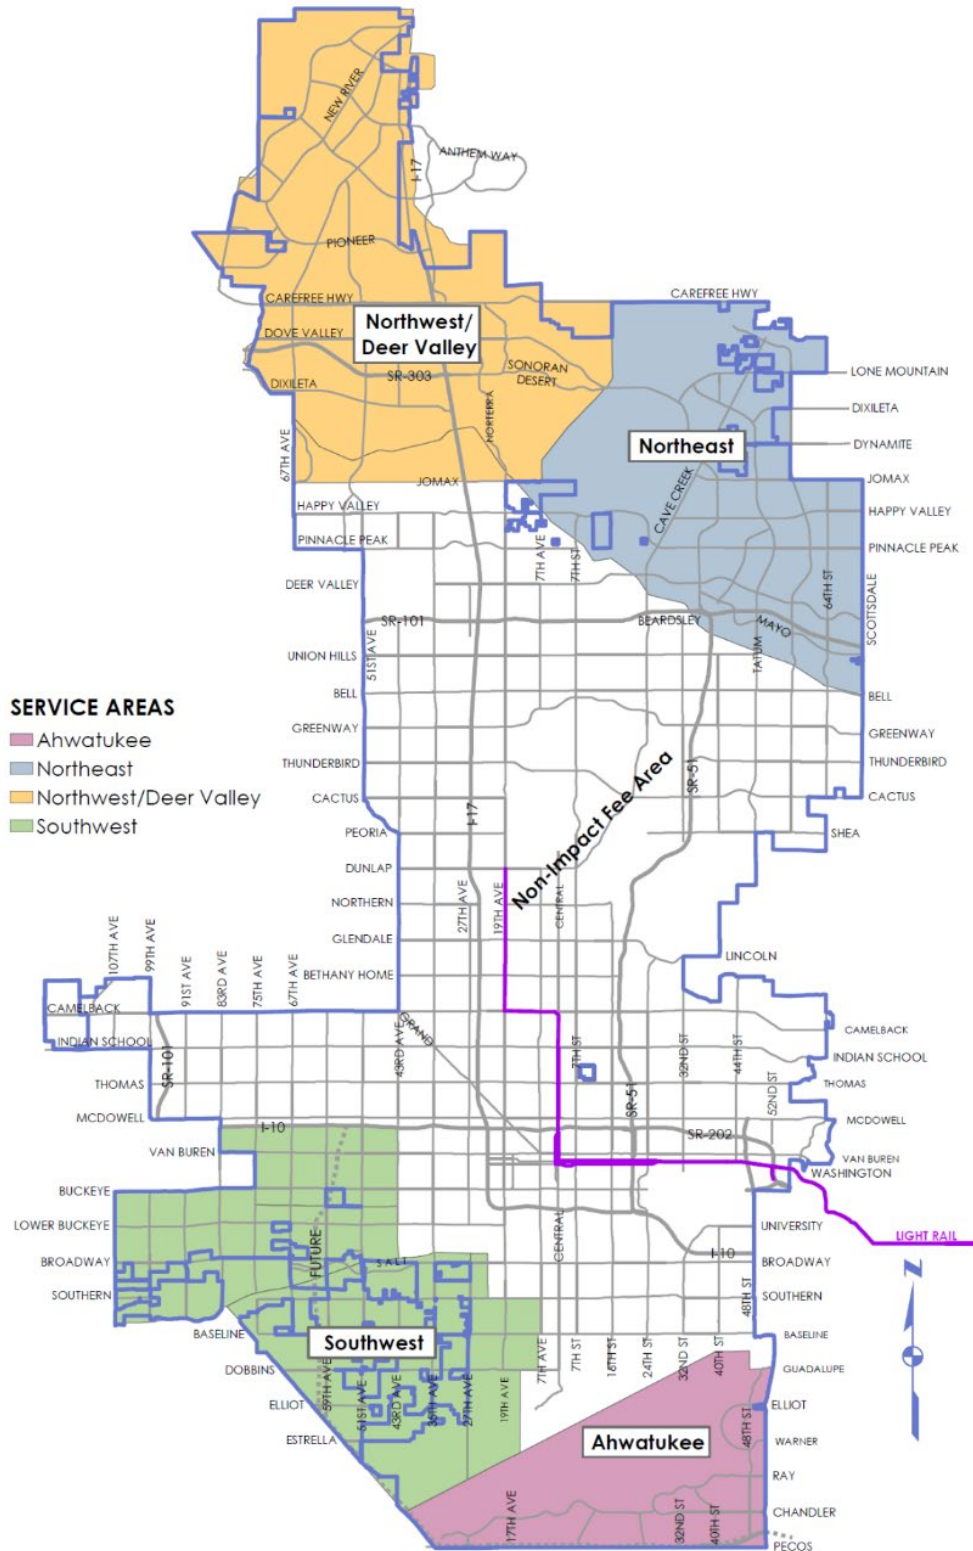 NEW RIVER
ANTHEM WAY
I-17
PIONEER
CAREFREE HWY
CAREFREE HWY
Northwest/
Deer Valley
DOVE VALLEY
SONORAN
DESERT
SR-303
LONE MOUNTAIN
DIXILETA
NORTERRA
DIXILETA
67TH AVE
Northeast
DYNAMITE
JOMAX
JOMAX
CAVE CREEK
HAPPY VALLEY
HAPPY VALLEY
PINNACLE PEAK
7TH AVE
7TH ST
PINNACLE PEAK
DEER VALLEY
64TH ST
SCOTTSDALE
SR-101
BEARDSLEY
MAYO
UNION HILLS
51ST AVE
TATUM
BELL
BELL
SERVICE AREAS
Ahwatukee
Northeast
Northwest/Deer Valley
Southwest
GREENWAY
GREENWAY
THUNDERBIRD
THUNDERBIRD
Non-Impact Fee Area
SR-51
CACTUS
CACTUS
I-17
PEORIA
SHEA
DUNLAP
NORTHERN
27TH AVE
19TH AVE
CENTRAL
GLENDALE
107TH AVE
99TH AVE
91ST AVE
83RD AVE
75TH AVE
67TH AVE
BETHANY HOME
LINCOLN
CAMELBACK
GRAND
CAMELBACK
INDIAN SCHOOL
43RD AVE
7TH ST
32ND ST
44TH ST
INDIAN SCHOOL
SR-101
THOMAS
SR-51
52ND ST
THOMAS
MCDOWELL
MCDOWELL
I-10
SR-202
VAN BUREN
VAN BUREN
WASHINGTON
BUCKEYE
LOWER BUCKEYE
UNIVERSITY
LIGHT RAIL
FUTURE
CENTRAL
I-10
BROADWAY
SALT
BROADWAY
N
SOUTHERN
48TH ST
SOUTHERN
BASELINE
BASELINE
Southwest
DOBBINS
7TH AVE
7TH ST
16TH ST
24TH ST
32ND ST
40TH ST
GUADALUPE
59TH AVE
51ST AVE
43RD AVE
35TH AVE
27TH AVE
19TH AVE
ELLIOT
ELLIOT
ESTRELLA
Ahwatukee
48TH ST
WARNER
RAY
17TH AVE
32ND ST
40TH ST
CHANDLER
PECOS